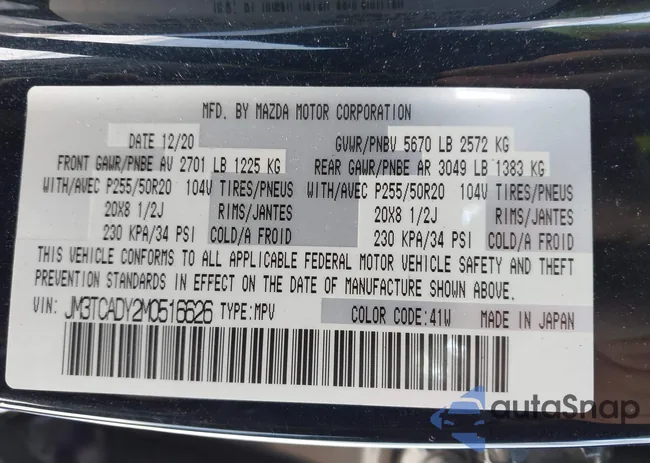 MFD. BY MAZDA MOTOR CORPORATION
DATE 12/20 GVWR/PNBV 5670 LB 2572 KG
FRONT GAWR/PNBE AV 2701 LB 1225 KG REAR GAWR/PNBE AR 3049 LB 1383 KG
WITH/AVEC P255/50R20 104V TIRES/PNEUS WITH/AVEC P255/50R20 104V TIRES/PNEUS
20X8 1/2J RIMS/JANTES 20X8 1/2J RIMS/JANTES
230 KPA/34 PSI COLD/A FROID 230 KPA/34 PSI COLD/A FROID
THIS VEHICLE CONFORMS TO ALL APPLICABLE FEDERAL MOTOR VEHICLE SAFETY AND THEFT
PREVENTION STANDARDS IN EFFECT ON THE DATE OF MANUFACTURE SHOWN ABOVE.
VIN: JM3TCADY2M0516626 TYPE:MPV COLOR CODE:41W MADE IN JAPAN
autoSnap